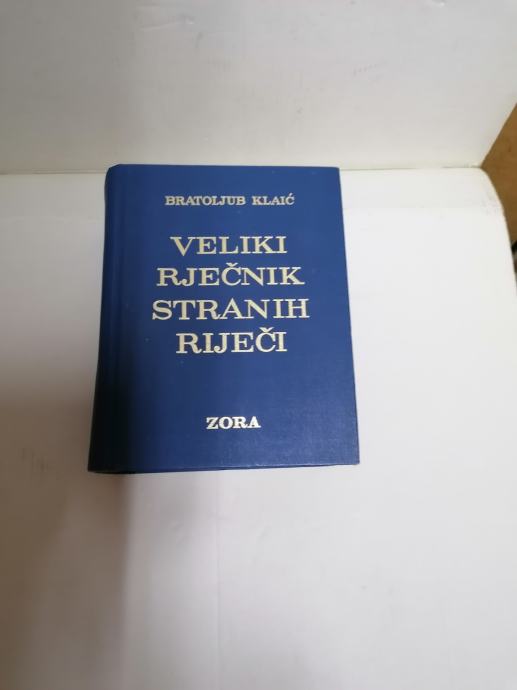 BRATOLJUB KLAIĆ
VELIKI
RJEČNIK
STRANIH
RIJEČI
ZORA